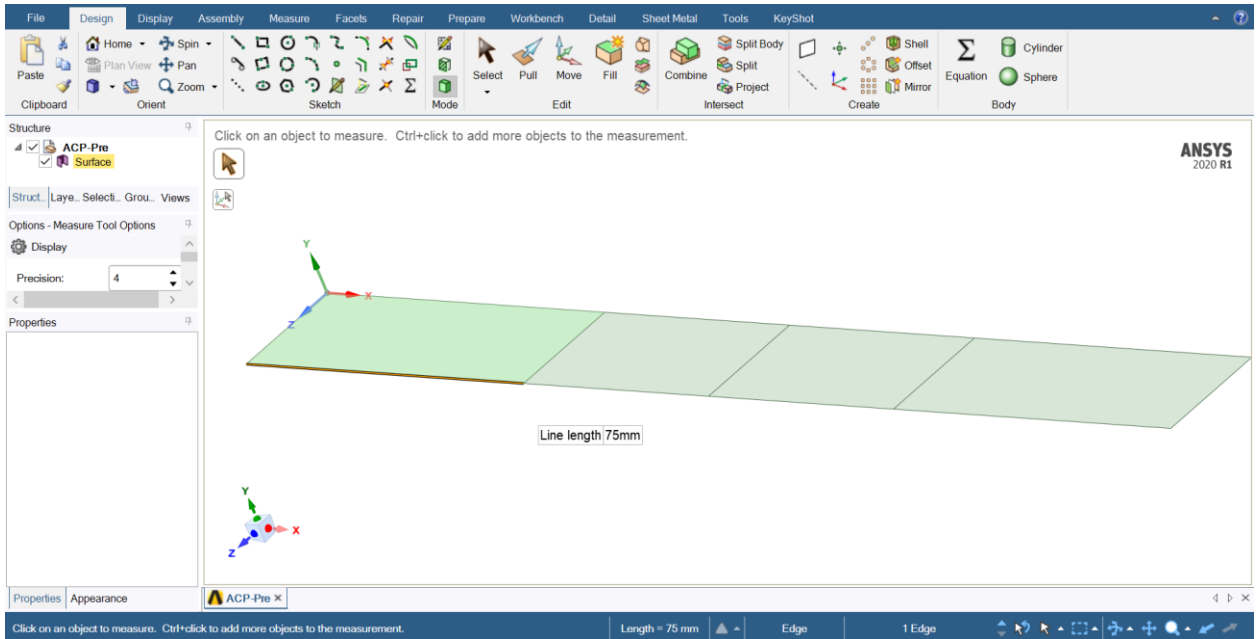 File Design Display Assembly Measure Facets Repair Prepare Workbench Detail Sheet Metal Tools KeyShot
Paste
Clipboard
Home Spin
Plan View Pan
Zoom
Orient
Sketch
Mode
Select Pull Move Fill
Edit
Combine
Split Body
Split
Project
Intersect
Shell
Offset
Mirror
Create
Equation
Cylinder
Sphere
Body
Structure
ACP-Pre
Surface
Struct... Laye... Selecti... Grou... Views
Options - Measure Tool Options
Display
Precision: 4
Properties
Properties Appearance
Click on an object to measure. Ctrl+click to add more objects to the measurement.
ANSYS
2020 R1
Y
X
Z
Line length 75mm
Y
X
Z
ACP-Pre
Click on an object to measure. Ctrl+click to add more objects to the measurement. Length = 75 mm Edge 1 Edge